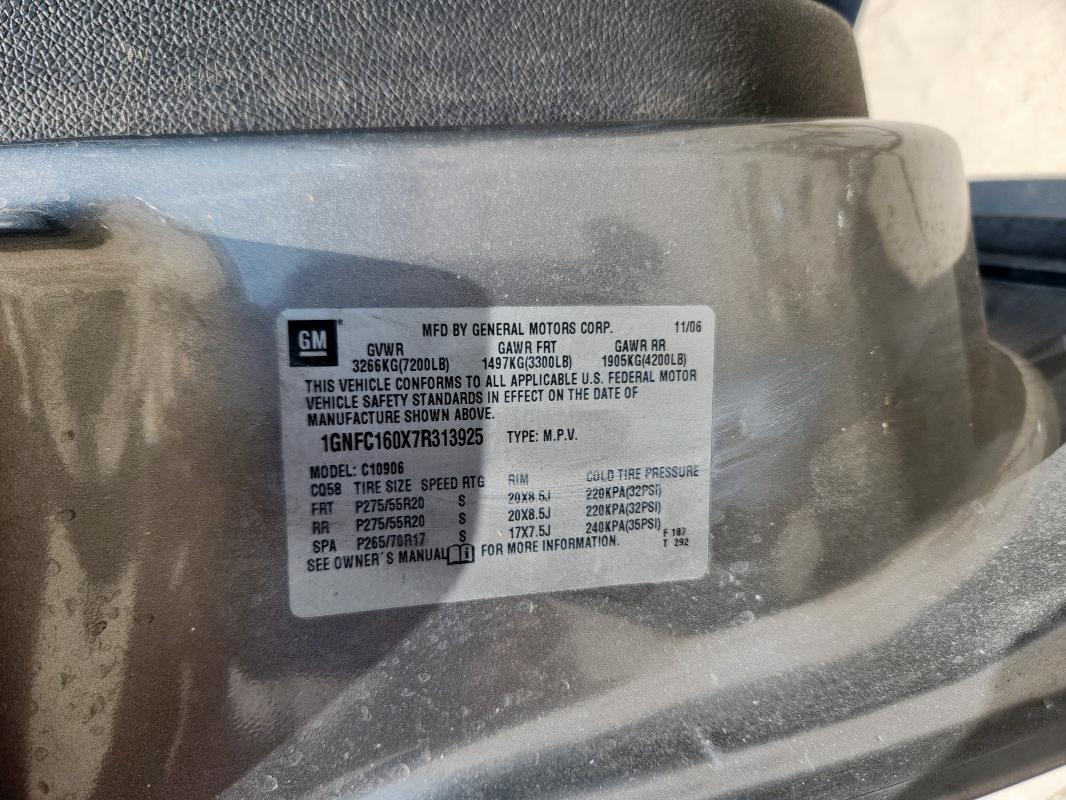 GM ® MFD BY GENERAL MOTORS CORP. 11/06
GVWR GAWR FRT GAWR RR
3266KG(7200LB) 1497KG(3300LB) 1905KG(4200LB)
THIS VEHICLE CONFORMS TO ALL APPLICABLE U.S. FEDERAL MOTOR
VEHICLE SAFETY STANDARDS IN EFFECT ON THE DATE OF
MANUFACTURE SHOWN ABOVE.
1GNFC160X7R313925 TYPE: M.P.V.
MODEL: C10906
CQ58 TIRE SIZE SPEED RTG RIM COLD TIRE PRESSURE
FRT P275/55R20 S 20X8.5J 220KPA(32PSI)
RR P275/55R20 S 20X8.5J 220KPA(32PSI)
SPA P265/70R17 S 17X7.5J 240KPA(35PSI)
SEE OWNER´S MANUAL FOR MORE INFORMATION. F 187
T 292